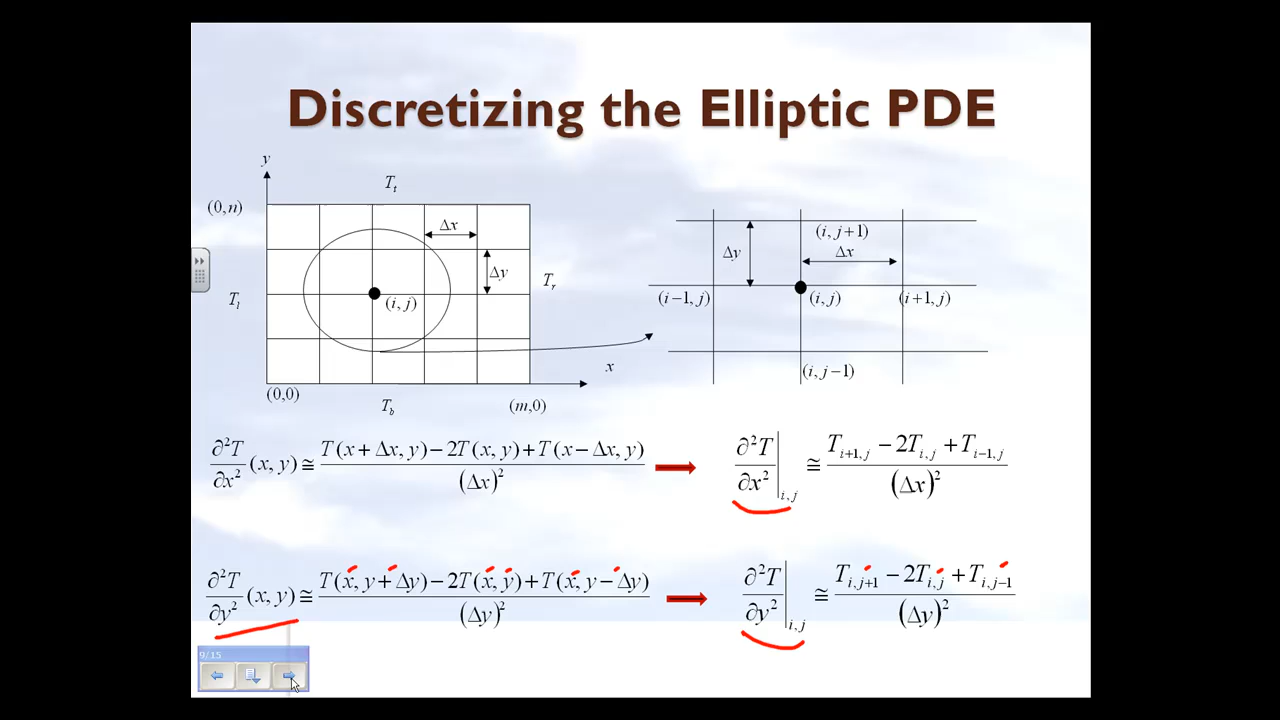 Discretizing the Elliptic PDE
y
T_t
(0,n)
Δx
Δy
T_l
T_r
(i,j)
x
(0,0)
T_b
(m,0)
(i,j+1)
Δy
Δx
(i−1,j)
(i,j)
(i+1,j)
(i,j−1)
∂²T/∂x² (x,y) ≅ (T(x+Δx,y)−2T(x,y)+T(x−Δx,y))/(Δx)²
∂²T/∂x²|_{i,j} ≅ (T_{i+1,j} − 2T_{i,j} + T_{i−1,j})/(Δx)²
∂²T/∂y² (x,y) ≅ (T(x,y+Δy)−2T(x,y)+T(x,y−Δy))/(Δy)²
∂²T/∂y²|_{i,j} ≅ (T_{i,j+1} − 2T_{i,j} + T_{i,j−1})/(Δy)²
9/15